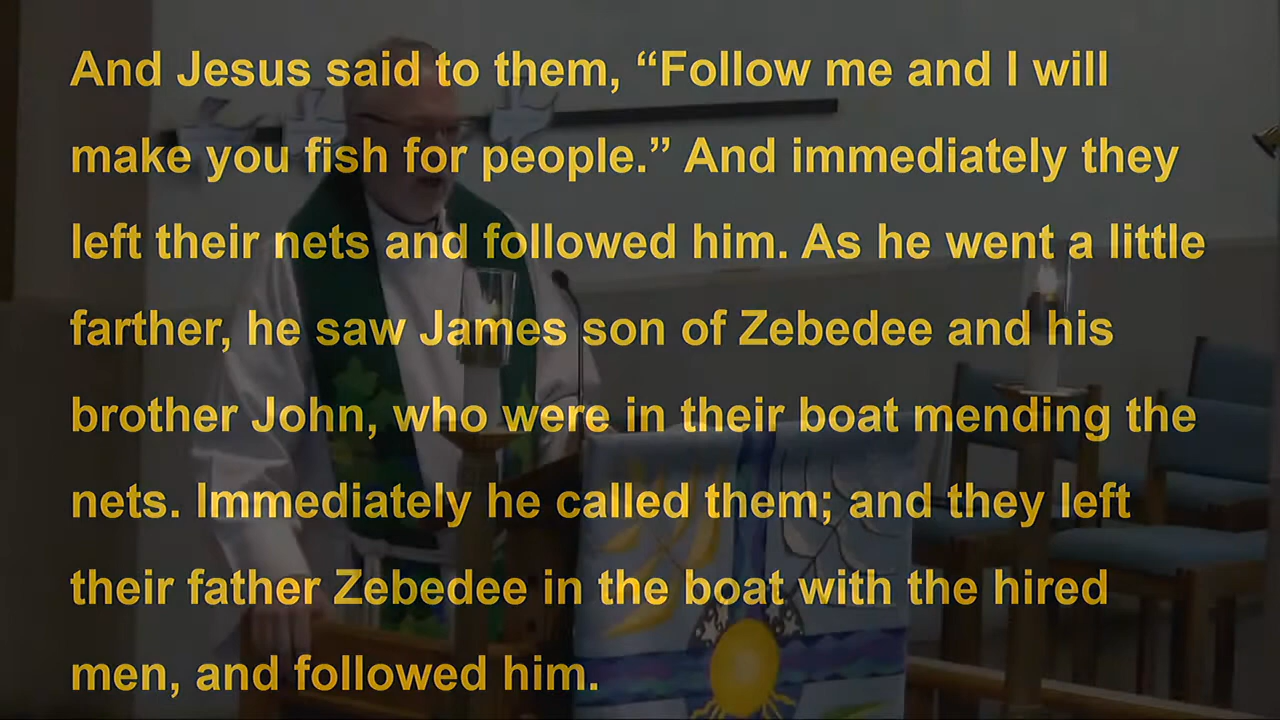 And Jesus said to them, “Follow me and I will
make you fish for people.” And immediately they
left their nets and followed him. As he went a little
farther, he saw James son of Zebedee and his
brother John, who were in their boat mending the
nets. Immediately he called them; and they left
their father Zebedee in the boat with the hired
men, and followed him.